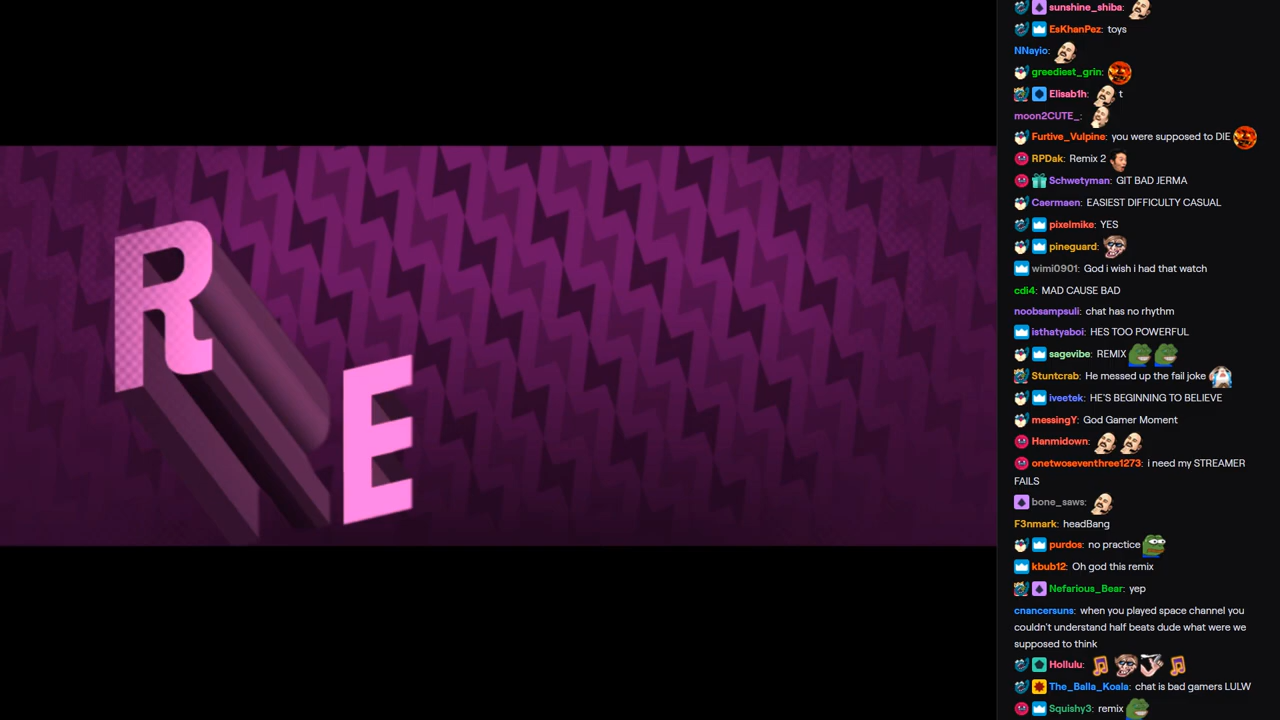 R
E
sunshine_shiba:
EsKhanPez: toys
NNayio:
greediest_grin:
Elisab1h: t
moon2CUTE_:
Furtive_Vulpine: you were supposed to DIE
RPDak: Remix 2
Schwetyman: GIT BAD JERMA
Caermaen: EASIEST DIFFICULTY CASUAL
pixelmike: YES
pineguard:
wimi0901: God i wish i had that watch
cdi4: MAD CAUSE BAD
noobsampsuli: chat has no rhythm
isthatyaboi: HES TOO POWERFUL
sagevibe: REMIX
Stuntcrab: He messed up the fail joke
iveetek: HE'S BEGINNING TO BELIEVE
messingY: God Gamer Moment
Hanmidown:
onetwoseventhree1273: i need my STREAMER
FAILS
bone_saws:
F3nmark: headBang
purdos: no practice
kbub12: Oh god this remix
Nefarious_Bear: yep
cnancersuns: when you played space channel you
couldn't understand half beats dude what were we
supposed to think
Hollulu:
The_Balla_Koala: chat is bad gamers LULW
Squishy3: remix